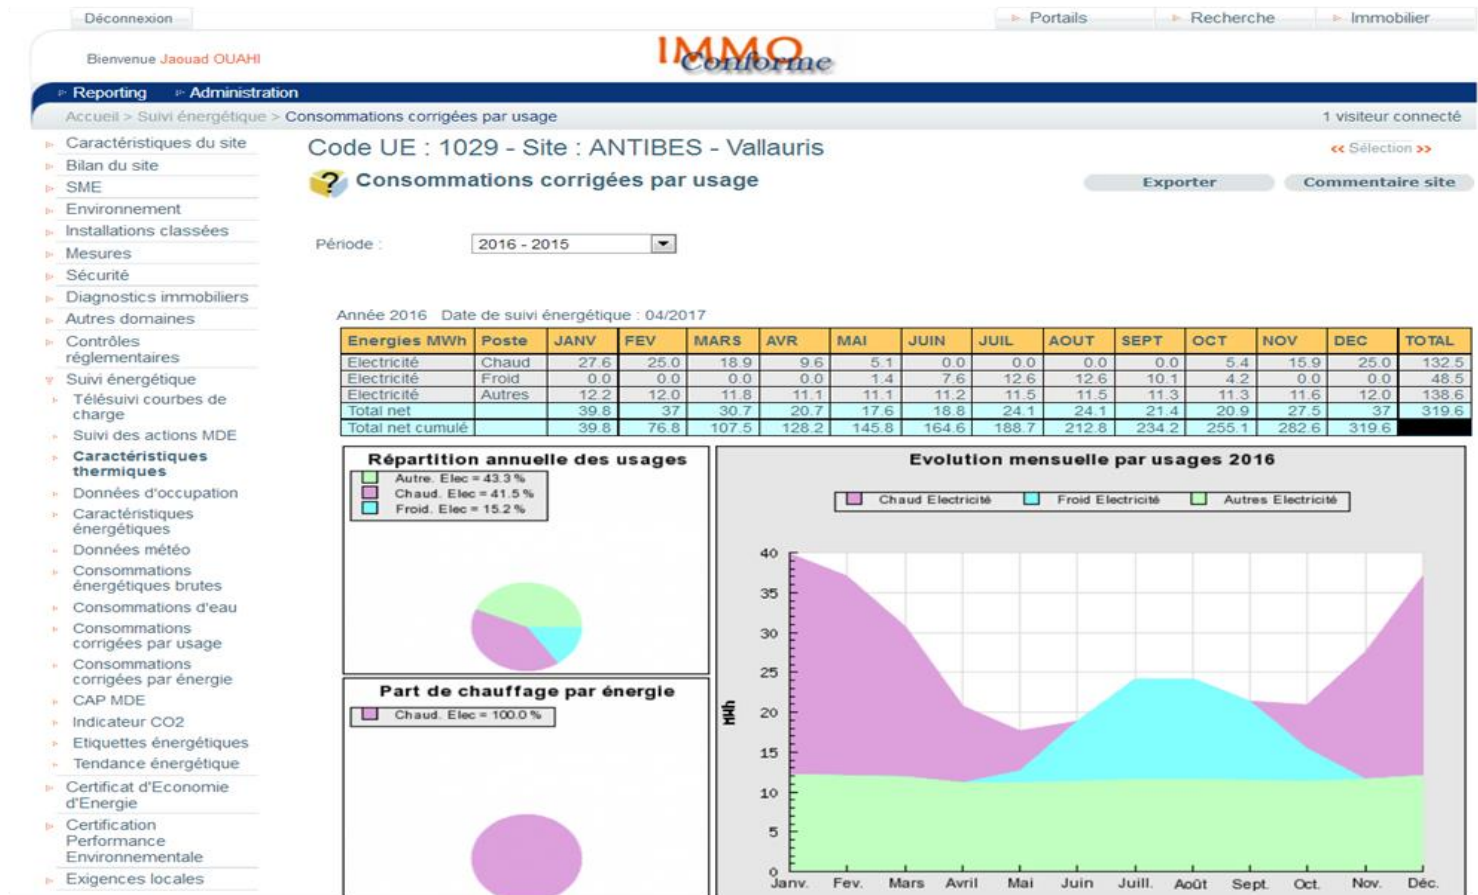 Déconnexion
Portails
Recherche
Immobilier
Bienvenue Jaouad OUAHI
IMMO
Conforme
Reporting Administration
Accueil > Suivi énergétique > Consommations corrigées par usage
1 visiteur connecté
Caractéristiques du site
Bilan du site
SME
Environnement
Installations classées
Mesures
Sécurité
Diagnostics immobiliers
Autres domaines
Contrôles
réglementaires
Suivi énergétique
Télésuivi courbes de
charge
Suivi des actions MDE
Caractéristiques
thermiques
Données d'occupation
Caractéristiques
énergétiques
Données météo
Consommations
énergétiques brutes
Consommations d'eau
Consommations
corrigées par usage
Consommations
corrigées par énergie
CAP MDE
Indicateur CO2
Etiquettes énergétiques
Tendance énergétique
Certificat d'Economie
d'Energie
Certification
Performance
Environnementale
Exigences locales
Code UE : 1029 - Site : ANTIBES - Vallauris
<< Sélection >>
? Consommations corrigées par usage
Exporter
Commentaire site
Période :
2016 - 2015
Année 2016 Date de suivi énergétique : 04/2017
Energies MWh Poste JANV FEV MARS AVR MAI JUIN JUIL AOUT SEPT OCT NOV DEC TOTAL
Electricité Chaud 27.6 25.0 18.9 9.6 5.1 0.0 0.0 0.0 0.0 5.4 15.9 25.0 132.5
Electricité Froid 0.0 0.0 0.0 0.0 1.4 7.6 12.6 12.6 10.1 4.2 0.0 0.0 48.5
Electricité Autres 12.2 12.0 11.8 11.1 11.1 11.2 11.5 11.5 11.3 11.3 11.6 12.0 138.6
Total net 39.8 37 30.7 20.7 17.6 18.8 24.1 24.1 21.4 20.9 27.5 37 319.6
Total net cumulé 39.8 76.8 107.5 128.2 145.8 164.6 188.7 212.8 234.2 255.1 282.6 319.6
Répartition annuelle des usages
Autre. Elec = 43.3 %
Chaud. Elec = 41.5 %
Froid. Elec = 15.2 %
Part de chauffage par énergie
Chaud. Elec = 100.0 %
Evolution mensuelle par usages 2016
Chaud Electricité Froid Electricité Autres Electricité
MWh
40
35
30
25
20
15
10
5
0
Janv. Fev. Mars Avril Mai Juin Juill. Août Sept. Oct. Nov. Déc.